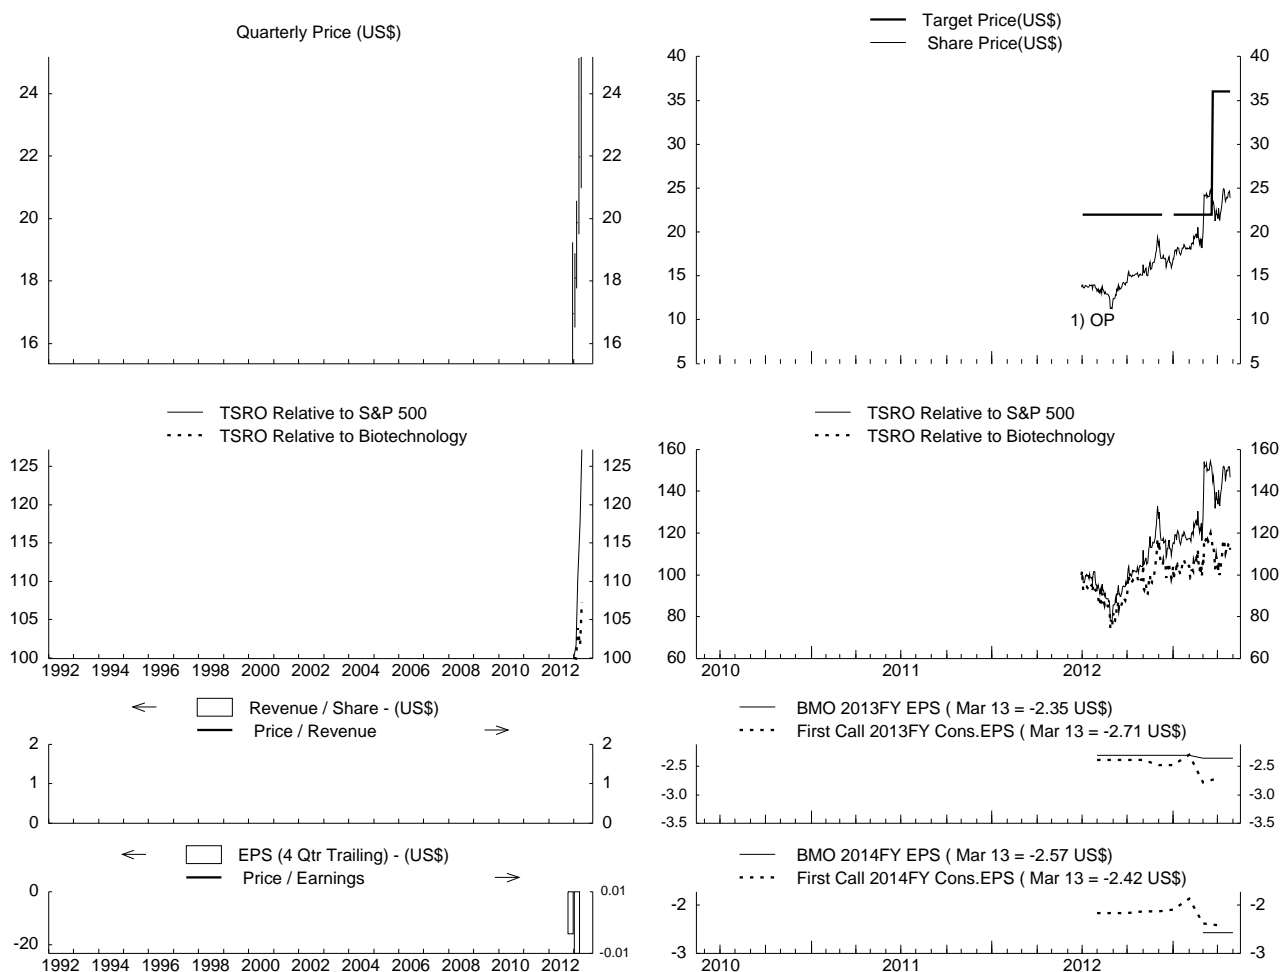 Quarterly Price (US$)
24 24
22 22
20 20
18 18
16 16
Target Price(US$)
Share Price(US$)
40 40
35 35
30 30
25 25
20 20
15 15
1) OP
10 10
5 5
TSRO Relative to S&P 500
TSRO Relative to Biotechnology
125 125
120 120
115 115
110 110
105 105
100 100
1992 1994 1996 1998 2000 2002 2004 2006 2008 2010 2012
TSRO Relative to S&P 500
TSRO Relative to Biotechnology
160 160
140 140
120 120
100 100
80 80
60 60
2010 2011 2012
Revenue / Share - (US$)
Price / Revenue
2 2
1 1
0 0
BMO 2013FY EPS ( Mar 13 = -2.35 US$)
First Call 2013FY Cons.EPS ( Mar 13 = -2.71 US$)
-2.5 -2.5
-3.0 -3.0
-3.5 -3.5
EPS (4 Qtr Trailing) - (US$)
Price / Earnings
0 0.01
-20 -0.01
1992 1994 1996 1998 2000 2002 2004 2006 2008 2010 2012
BMO 2014FY EPS ( Mar 13 = -2.57 US$)
First Call 2014FY Cons.EPS ( Mar 13 = -2.42 US$)
-2 -2
-3 -3
2010 2011 2012